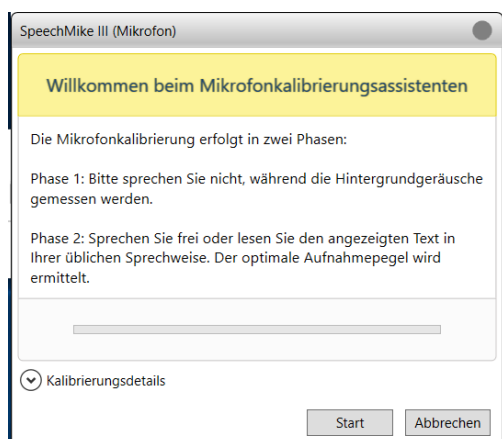 SpeechMike III (Mikrofon)
Willkommen beim Mikrofonkalibrierungsassistenten
Die Mikrofonkalibrierung erfolgt in zwei Phasen:
Phase 1: Bitte sprechen Sie nicht, während die Hintergrundgeräusche
gemessen werden.
Phase 2: Sprechen Sie frei oder lesen Sie den angezeigten Text in
Ihrer üblichen Sprechweise. Der optimale Aufnahmepegel wird
ermittelt.
Kalibrierungsdetails
Start Abbrechen